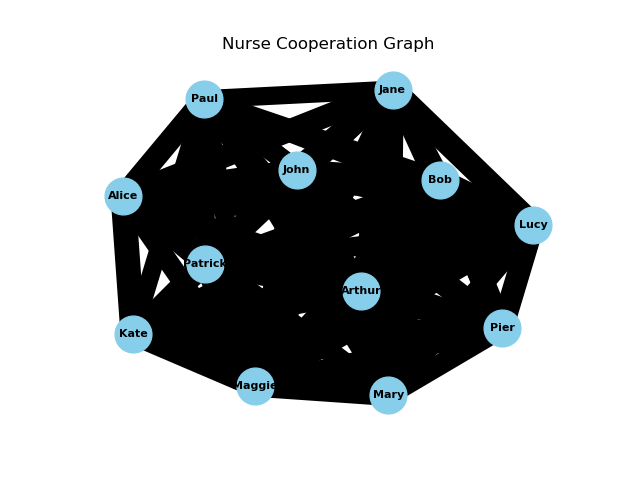 Nurse Cooperation Graph
Paul
Jane
John
Bob
Alice
Lucy
Patrick
Arthur
Kate
Pier
Maggie
Mary